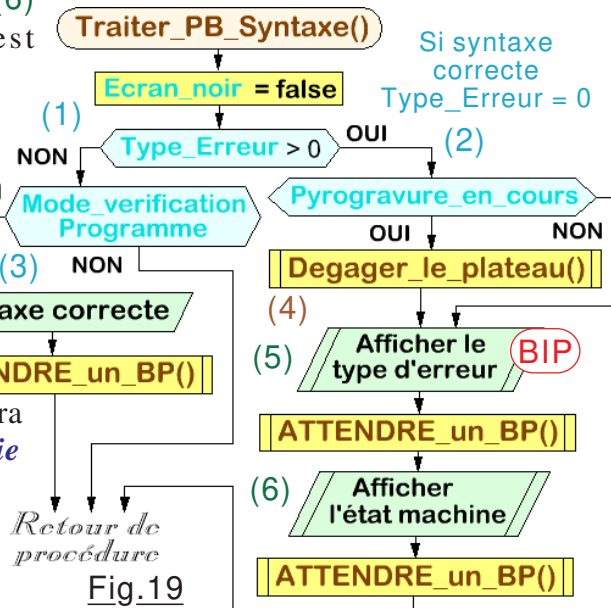 (6)
est
Traiter_PB_Syntaxe()
Si syntaxe
correcte
Type_Erreur = 0
Ecran_noir = false
(1)
Type_Erreur > 0
OUI
(2)
NON
Mode_verification
Programme
Pyrogravure_en_cours
OUI
NON
(3)
NON
Degager_le_plateau()
(4)
axe correcte
(5)
Afficher le
type d'erreur
BIP
NDRE_un_BP()
ra
ie
ATTENDRE_un_BP()
(6)
Afficher
l'état machine
Retour de
procédure
Fig.19
ATTENDRE_un_BP()